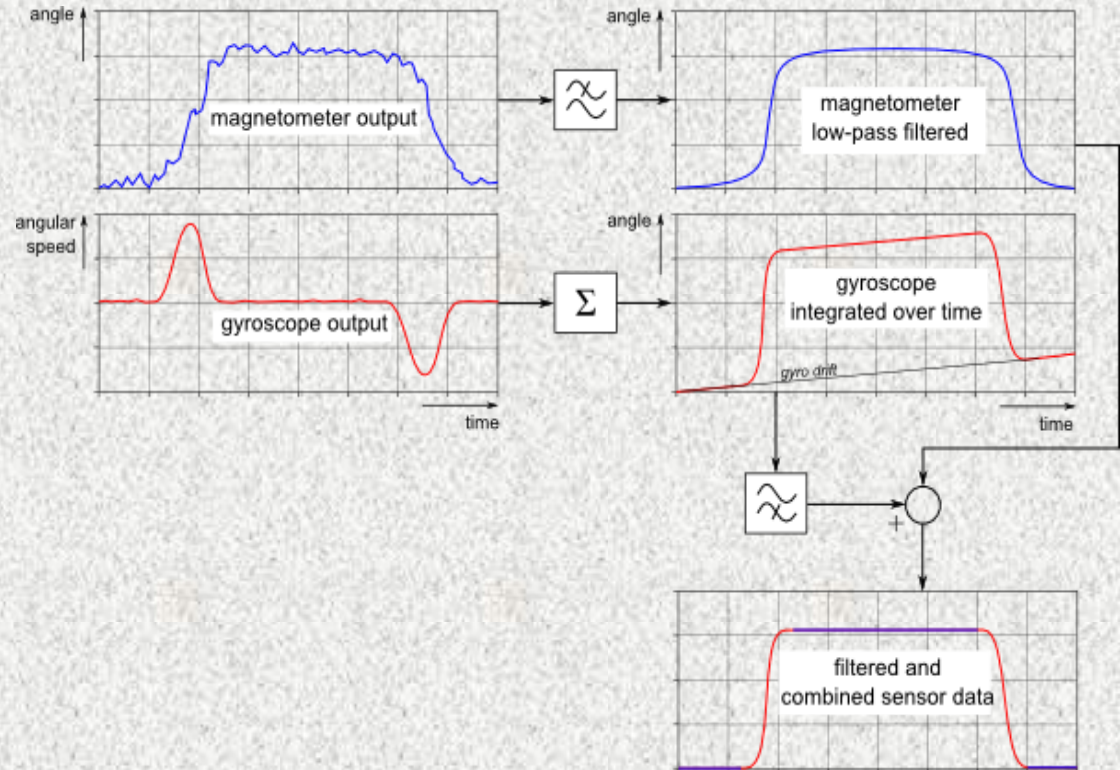 angle
magnetometer output
angle
magnetometer
low-pass filtered
angular
speed
gyroscope output
time
Σ
angle
gyroscope
integrated over time
gyro drift
time
+
filtered and
combined sensor data